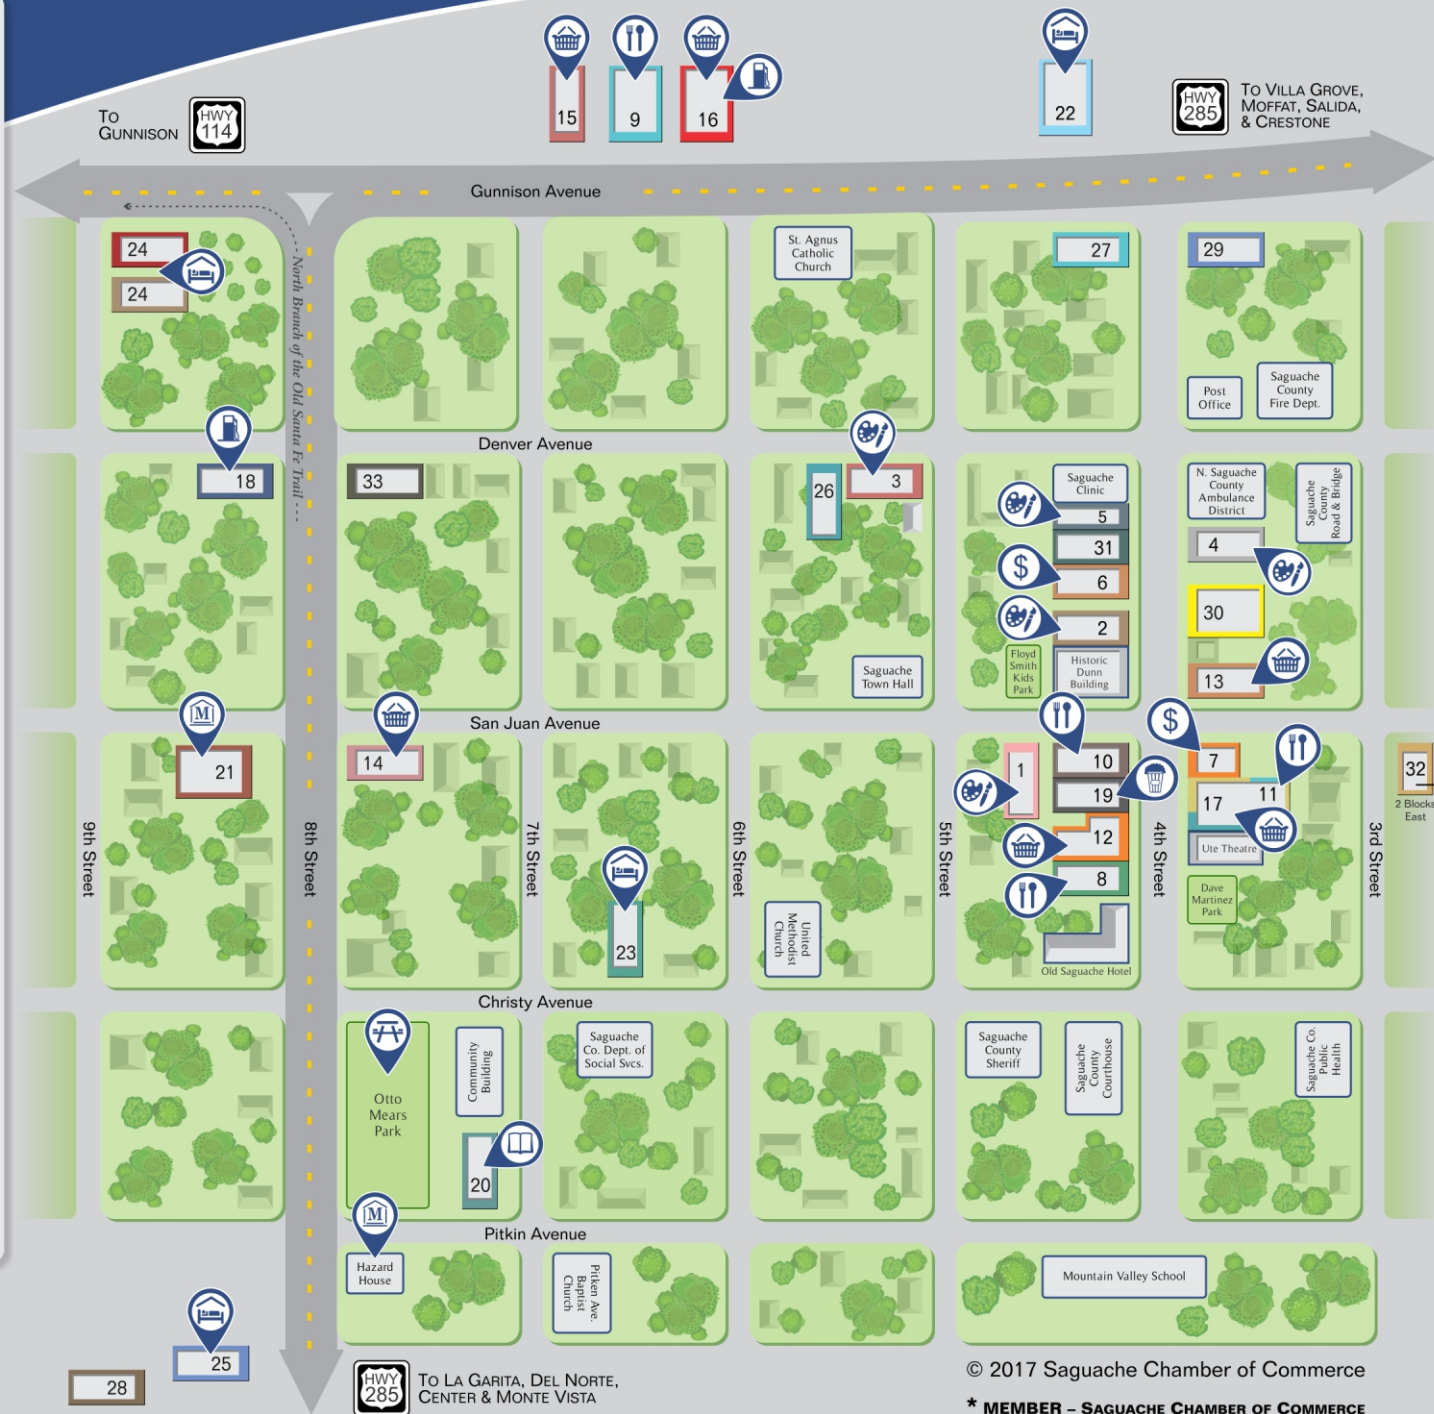 TO
GUNNISON
HWY
114
15
9
16
22
HWY
285
TO VILLA GROVE,
MOFFAT, SALIDA,
& CRESTONE
Gunnison Avenue
North Branch of the Old Santa Fe Trail ---
24
24
St. Agnus
Catholic
Church
27
29
Post
Office
Saguache
County
Fire Dept.
Denver Avenue
18
33
26
3
Saguache
Clinic
5
31
$
6
2
Floyd
Smith
Kids
Park
Historic
Dunn
Building
N. Saguache
County
Ambulance
District
Saguache
County
Road & Bridge
4
30
13
Saguache
Town Hall
San Juan Avenue
M
21
14
1
10
19
12
8
$
7
17
11
Ute Theatre
Dave
Martinez
Park
32
2 Blocks
East
9th Street
8th Street
7th Street
6th Street
5th Street
4th Street
3rd Street
23
United
Methodist
Church
Old Saguache Hotel
Christy Avenue
Otto
Mears
Park
Community
Building
20
Saguache
Co. Dept. of
Social Svcs.
Saguache
County
Sheriff
Saguache
County
Courthouse
Saguache Co.
Public
Health
Pitkin Avenue
M
Hazard
House
Pitken Ave.
Baptist
Church
Mountain Valley School
25
28
HWY
285
TO LA GARITA, DEL NORTE,
CENTER & MONTE VISTA
© 2017 Saguache Chamber of Commerce
* MEMBER – SAGUACHE CHAMBER OF COMMERCE